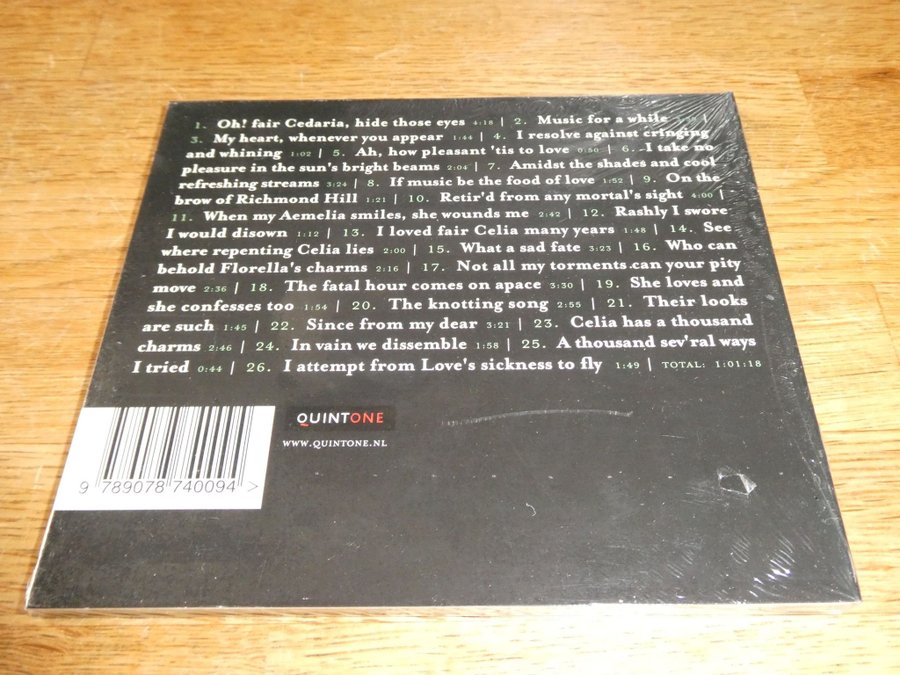 1. Oh! fair Cedaria, hide those eyes 4:18 | 2. Music for a while |
3. My heart, whenever you appear 1:44 | 4. I resolve against cringing
and whining 1:02 | 5. Ah, how pleasant 'tis to love 0:50 | 6. I take no
pleasure in the sun's bright beams 2:04 | 7. Amidst the shades and cool
refreshing streams 3:24 | 8. If music be the food of love 1:52 | 9. On the
brow of Richmond Hill 1:21 | 10. Retir'd from any mortal's sight 4:00 |
11. When my Aemelia smiles, she wounds me 2:42 | 12. Rashly I swore
I would disown 1:12 | 13. I loved fair Celia many years 1:48 | 14. See
where repenting Celia lies 2:00 | 15. What a sad fate 3:23 | 16. Who can
behold Florella's charms 2:16 | 17. Not all my torments can your pity
move 2:36 | 18. The fatal hour comes on apace 3:30 | 19. She loves and
she confesses too 1:54 | 20. The knotting song 2:55 | 21. Their looks
are such 1:45 | 22. Since from my dear 3:21 | 23. Celia has a thousand
charms 2:46 | 24. In vain we dissemble 1:58 | 25. A thousand sev'ral ways
I tried 0:44 | 26. I attempt from Love's sickness to fly 1:49 | TOTAL: 1:01:18
QUINTONE
WWW.QUINTONE.NL
9 789078 740094 >